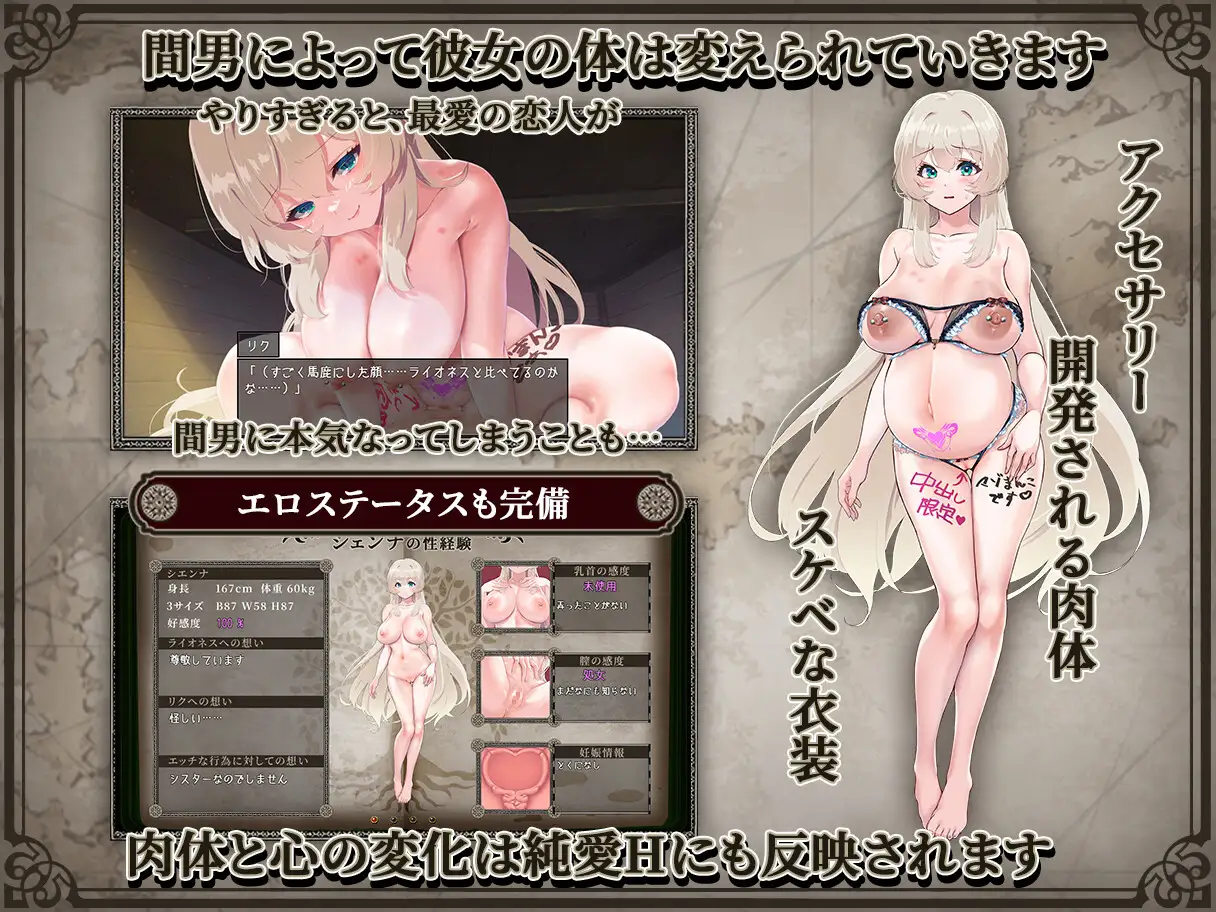 間男によって彼女の体は変えられていきます
やりすぎると、最愛の恋人が
リク
「（すごく馬鹿にした顔……ライオネスと比べてるのか
な……）」
間男に本気なってしまうことも…
エロステータスも完備
シエンナの性経験
シエンナ
身長 167cm 体重 60kg
3サイズ B87 W58 H87
好感度 100％
ライオネスへの想い
尊敬しています
リクへの想い
怪しい……
エッチな行為に対しての想い
シスターなのでしません
乳首の感度
未使用
弄ったことがない
膣の感度
処女
まだなにも知らない
妊娠情報
とくになし
アクセサリー
開発される肉体
スケベな衣装
中出し
限定♥
です♡
肉体と心の変化は純愛Hにも反映されます